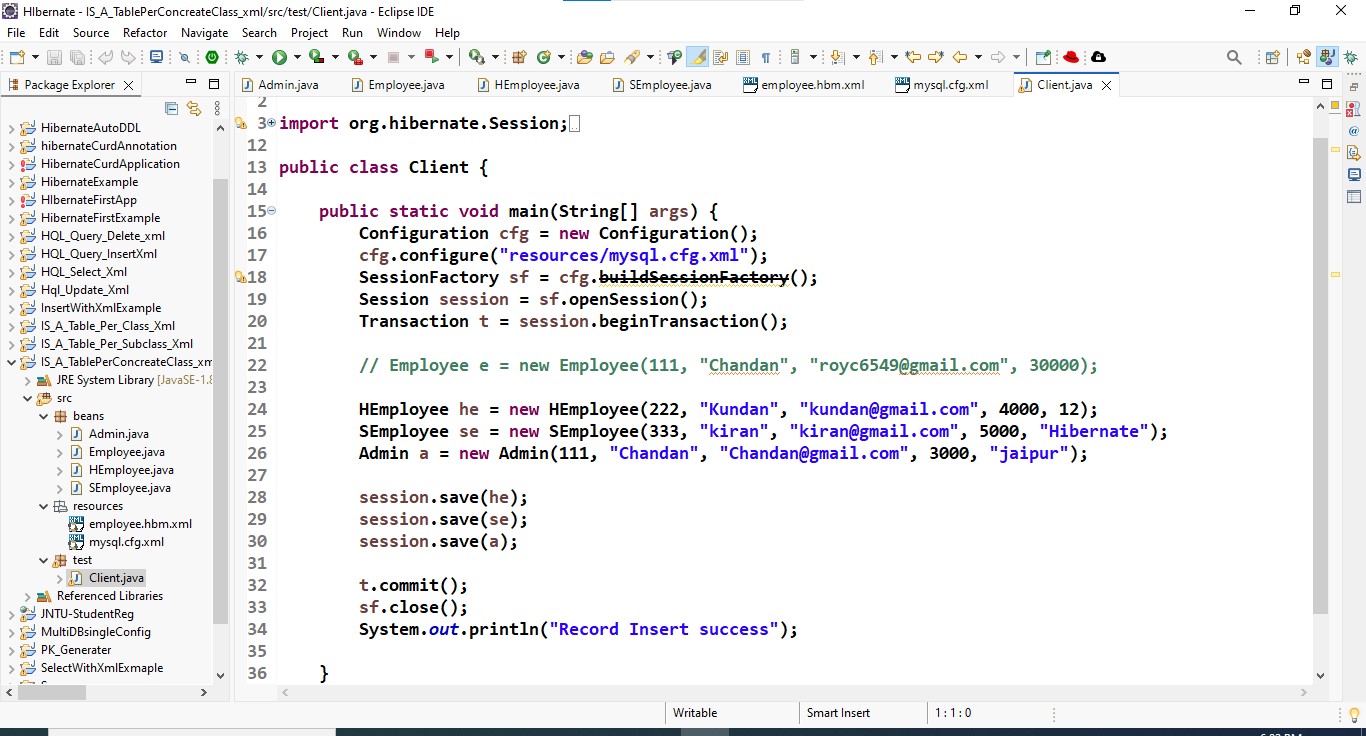 HIbernate - IS_A_TablePerConcreateClass_xml/src/test/Client.java - Eclipse IDE
File Edit Source Refactor Navigate Search Project Run Window Help
Package Explorer
HibernateAutoDDL
hibernateCurdAnnotation
HibernateCurdApplication
HibernateExample
HIbernateFirstApp
HibernateFirstExample
HQL_Query_Delete_xml
HQL_Query_InsertXml
HQL_Select_Xml
Hql_Update_Xml
InsertWithXmlExample
IS_A_Table_Per_Class_Xml
IS_A_Table_Per_Subclass_Xml
IS_A_TablePerConcreateClass_xm
JRE System Library [JavaSE-1.8
src
beans
Admin.java
Employee.java
HEmployee.java
SEmployee.java
resources
employee.hbm.xml
mysql.cfg.xml
test
Client.java
Referenced Libraries
JNTU-StudentReg
MultiDBsingleConfig
PK_Generater
SelectWithXmlExmaple
Admin.java Employee.java HEmployee.java SEmployee.java employee.hbm.xml mysql.cfg.xml Client.java
2
3 import org.hibernate.Session;
12
13 public class Client {
14
15 public static void main(String[] args) {
16 Configuration cfg = new Configuration();
17 cfg.configure("resources/mysql.cfg.xml");
18 SessionFactory sf = cfg.buildSessionFactory();
19 Session session = sf.openSession();
20 Transaction t = session.beginTransaction();
21
22 // Employee e = new Employee(111, "Chandan", "royc6549@gmail.com", 30000);
23
24 HEmployee he = new HEmployee(222, "Kundan", "kundan@gmail.com", 4000, 12);
25 SEmployee se = new SEmployee(333, "kiran", "kiran@gmail.com", 5000, "Hibernate");
26 Admin a = new Admin(111, "Chandan", "Chandan@gmail.com", 3000, "jaipur");
27
28 session.save(he);
29 session.save(se);
30 session.save(a);
31
32 t.commit();
33 sf.close();
34 System.out.println("Record Insert success");
35
36 }
Writable Smart Insert 1 : 1 : 0